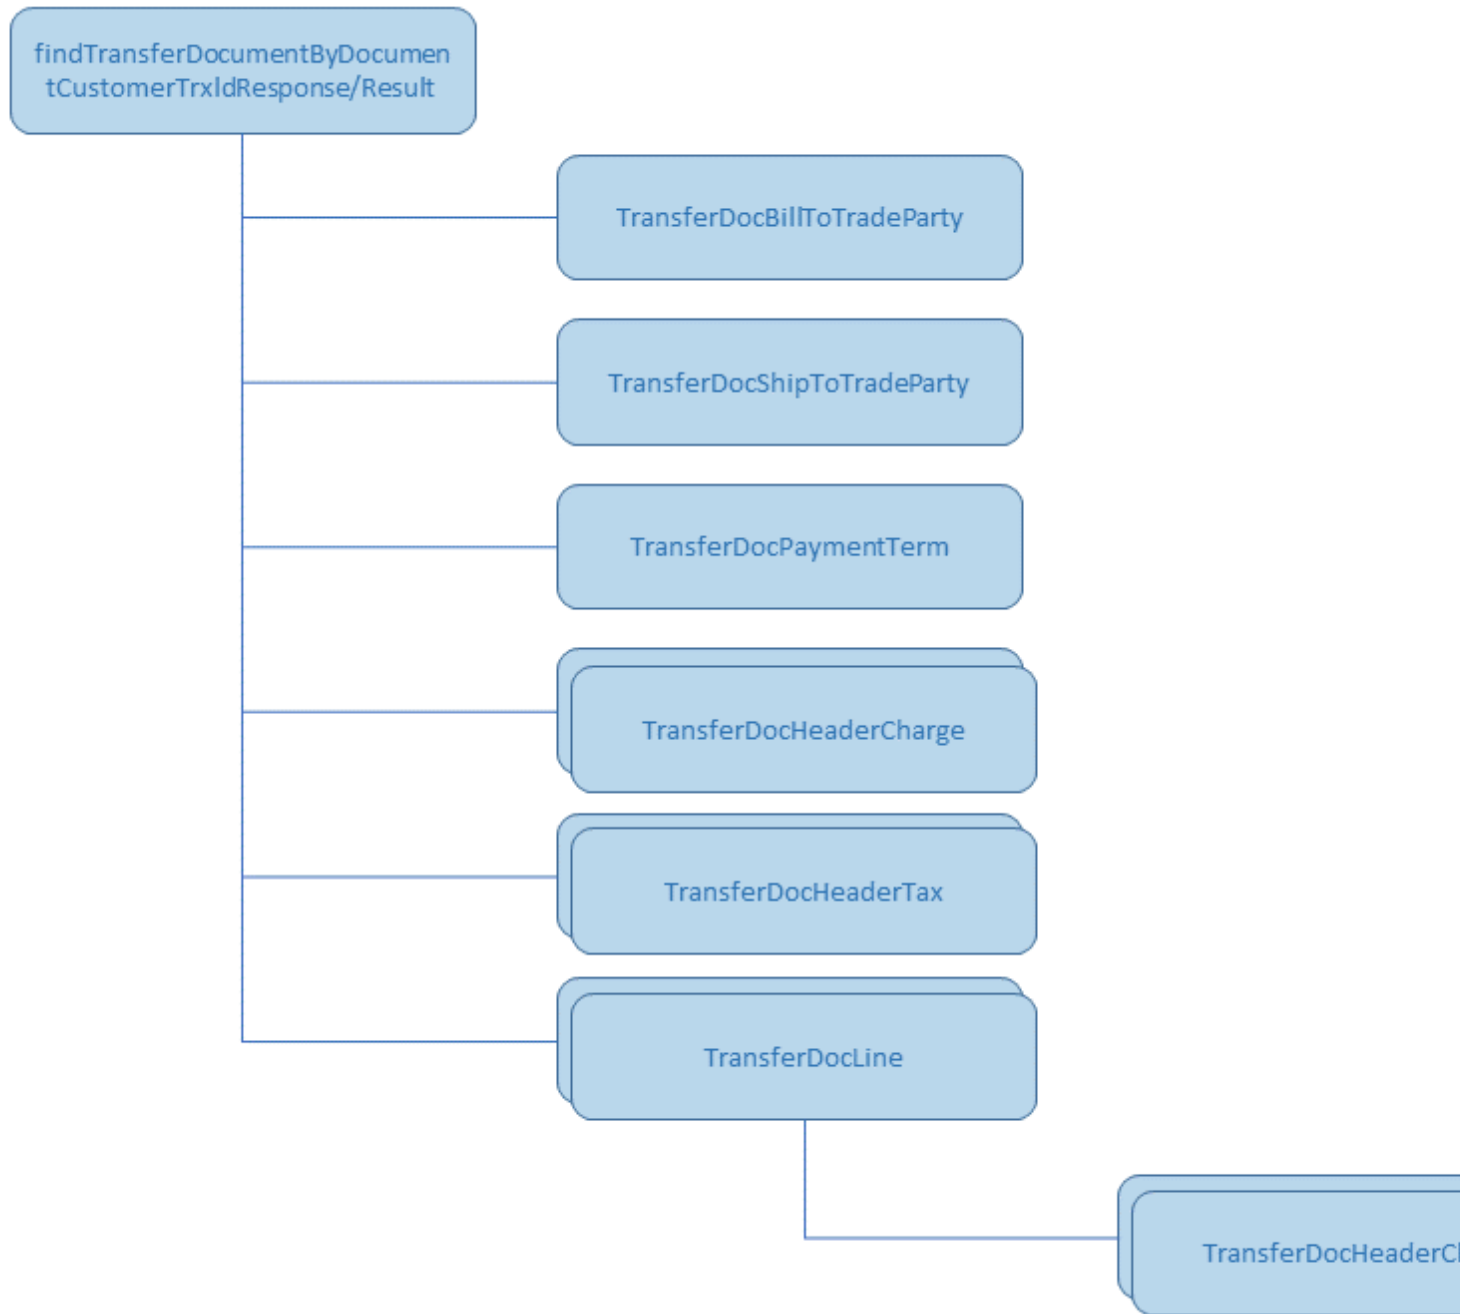 findTransferDocumentByDocumen
tCustomerTrxIdResponse/Result
TransferDocBillToTradeParty
TransferDocShipToTradeParty
TransferDocPaymentTerm
TransferDocHeaderCharge
TransferDocHeaderTax
TransferDocLine